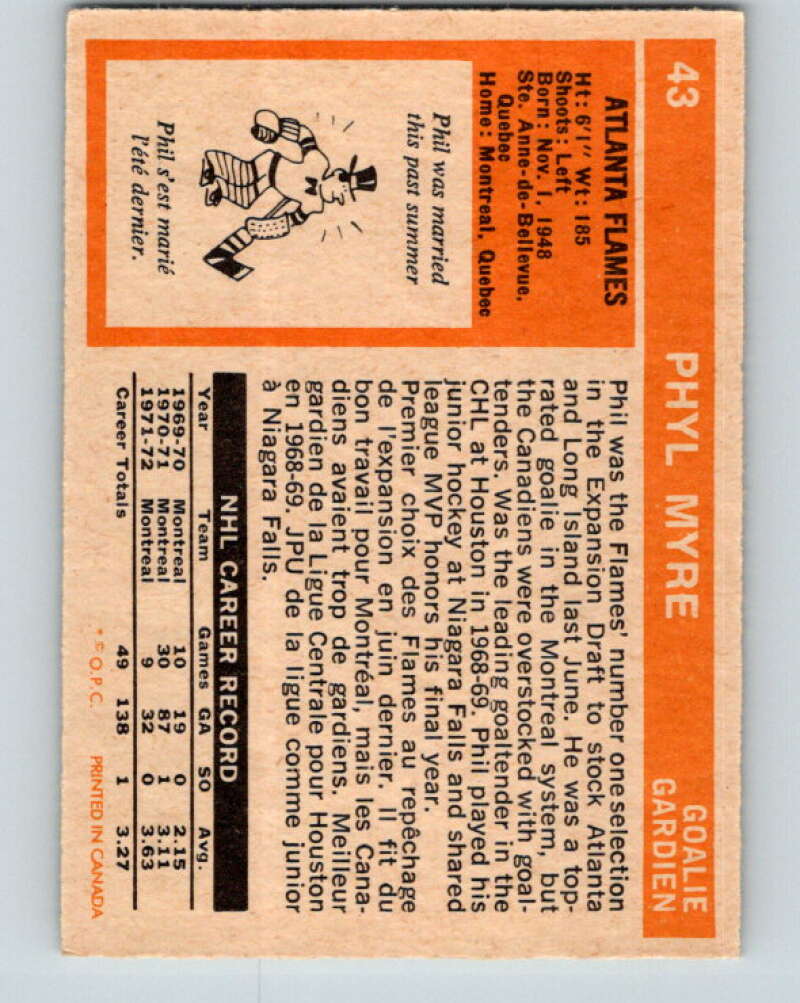 43
PHYL MYRE
GOALIE
GARDIEN
ATLANTA FLAMES
Ht: 6'1" Wt: 185
Shoots: Left
Born: Nov. 1, 1948
Ste. Anne-de-Bellevue,
Quebec
Home: Montreal, Quebec
Phil was married
this past summer
Phil s'est marié
l'été dernier.
Phil was the Flames' number one selection
in the Expansion Draft to stock Atlanta
and Long Island last June. He was a top-
rated goalie in the Montreal system, but
the Canadiens were overstocked with goal-
tenders. Was the leading goaltender in the
CHL at Houston in 1968-69. Phil played his
junior hockey at Niagara Falls and shared
league MVP honors his final year.
Premier choix des Flames au repêchage
de l'expansion en juin dernier. Il fit du
bon travail pour Montréal, mais les Cana-
diens avaient trop de gardiens. Meilleur
gardien de la Ligue Centrale pour Houston
en 1968-69. JPU de la ligue comme junior
à Niagara Falls.
NHL CAREER RECORD
Year Team Games GA SO Avg.
1969-70 Montreal 10 19 0 2.15
1970-71 Montreal 30 87 1 3.11
1971-72 Montreal 9 32 0 3.63
Career Totals 49 138 1 3.27
* © O.P.C. PRINTED IN CANADA